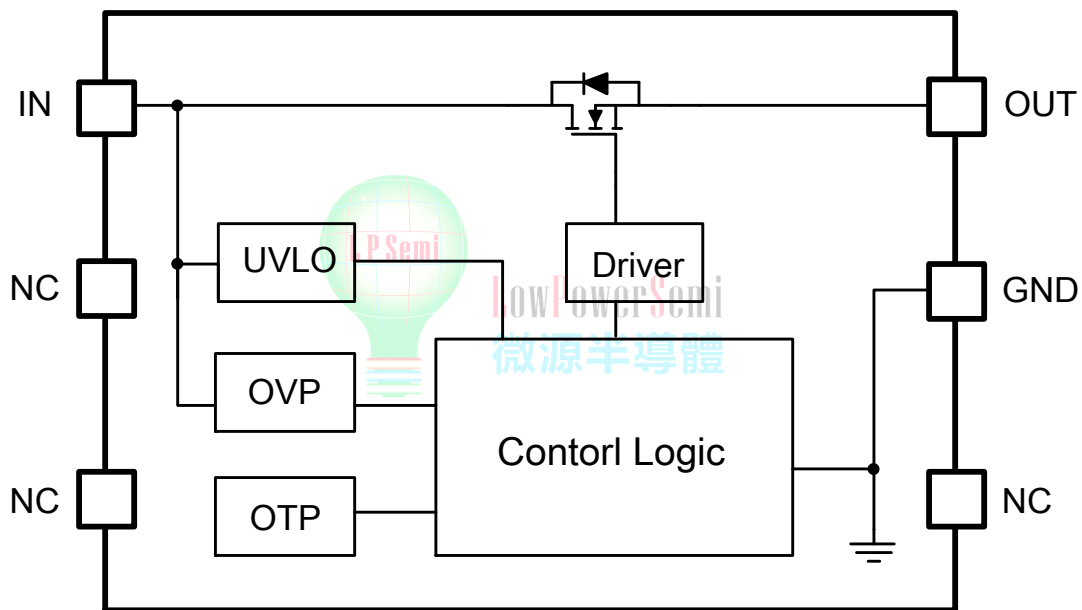 IN
OUT
UVLO
L P Semi
Driver
NC
GND
LowPowerSemi
微源半導體
OVP
Contorl Logic
NC
OTP
NC